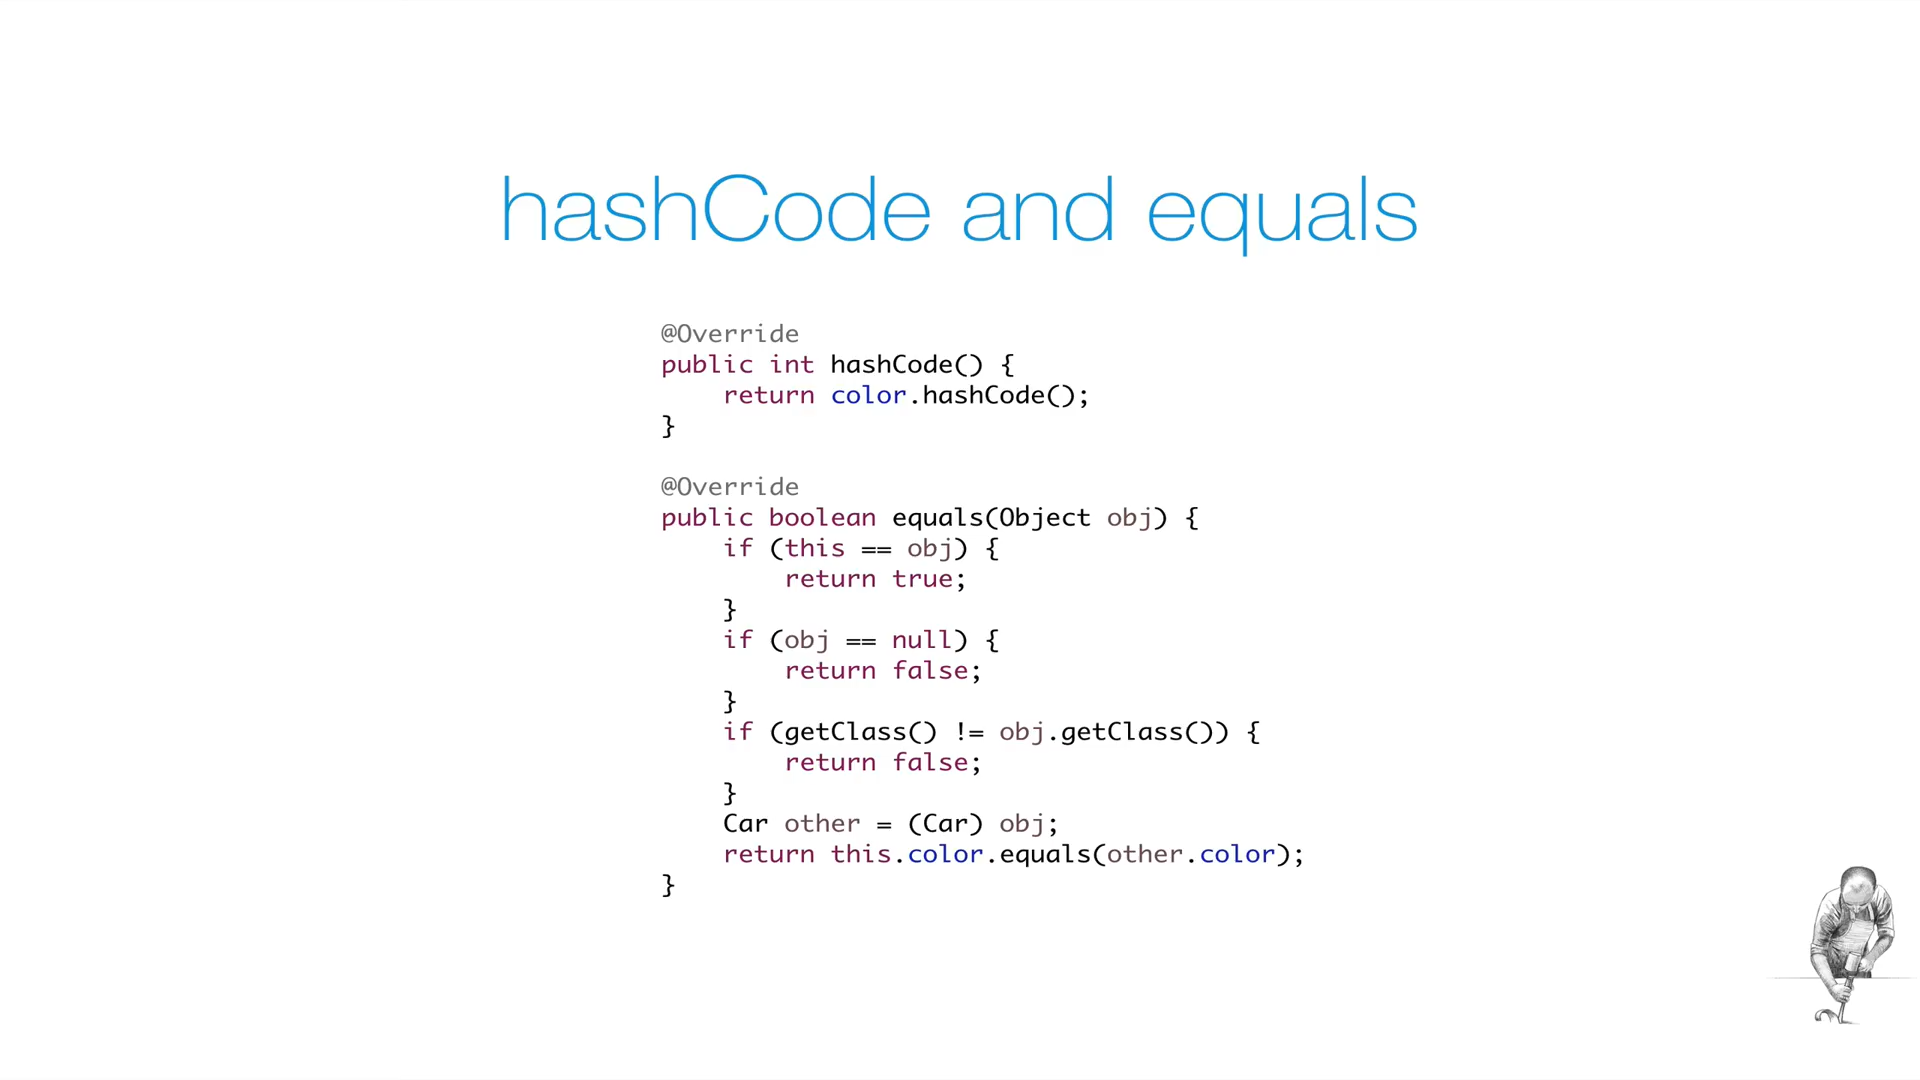 hashCode and equals
@Override
public int hashCode() {
    return color.hashCode();
}
@Override
public boolean equals(Object obj) {
    if (this == obj) {
        return true;
    }
    if (obj == null) {
        return false;
    }
    if (getClass() != obj.getClass()) {
        return false;
    }
    Car other = (Car) obj;
    return this.color.equals(other.color);
}